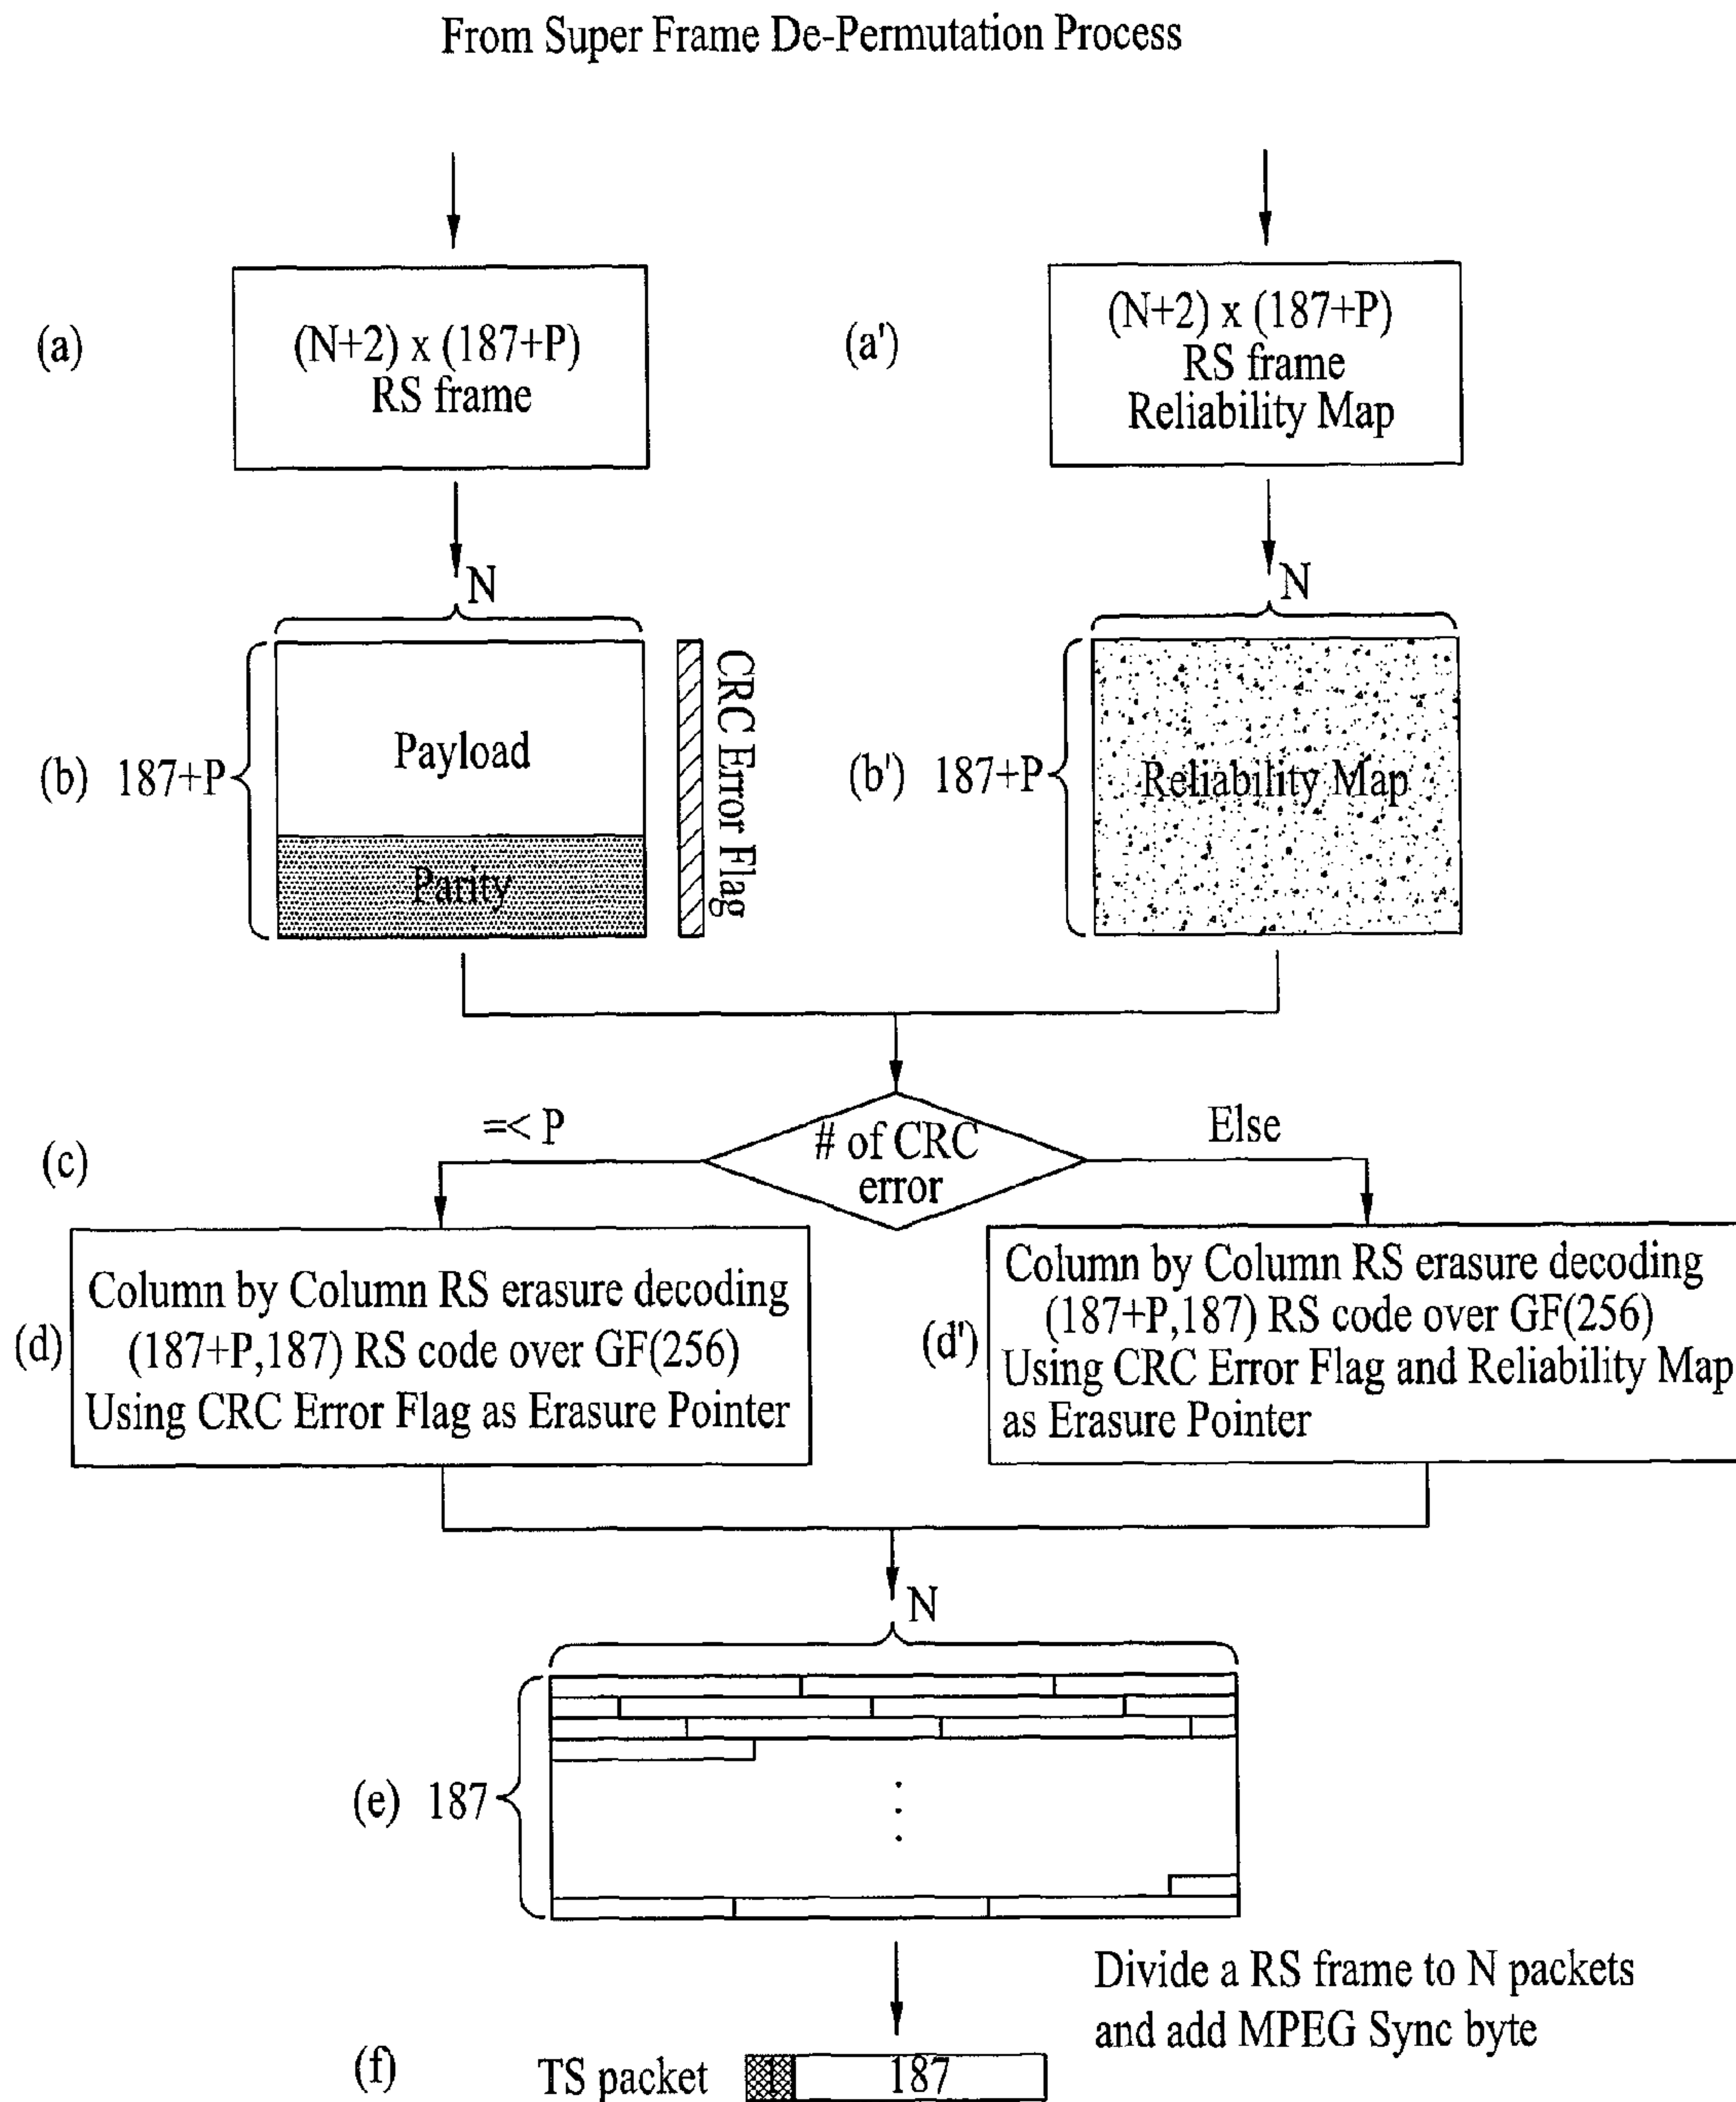 From Super Frame De-Permutation Process
(a)
(N+2) x (187+P)
RS frame
(a')
(N+2) x (187+P)
RS frame
Reliability Map
N
N
(b)
187+P
Payload
Parity
CRC Error Flag
(b')
187+P
Reliability Map
(c)
=< P
# of CRC
error
Else
(d)
Column by Column RS erasure decoding
(187+P,187) RS code over GF(256)
Using CRC Error Flag as Erasure Pointer
(d')
Column by Column RS erasure decoding
(187+P,187) RS code over GF(256)
Using CRC Error Flag and Reliability Map
as Erasure Pointer
N
(e)
187
Divide a RS frame to N packets
and add MPEG Sync byte
(f)
TS packet
1
187